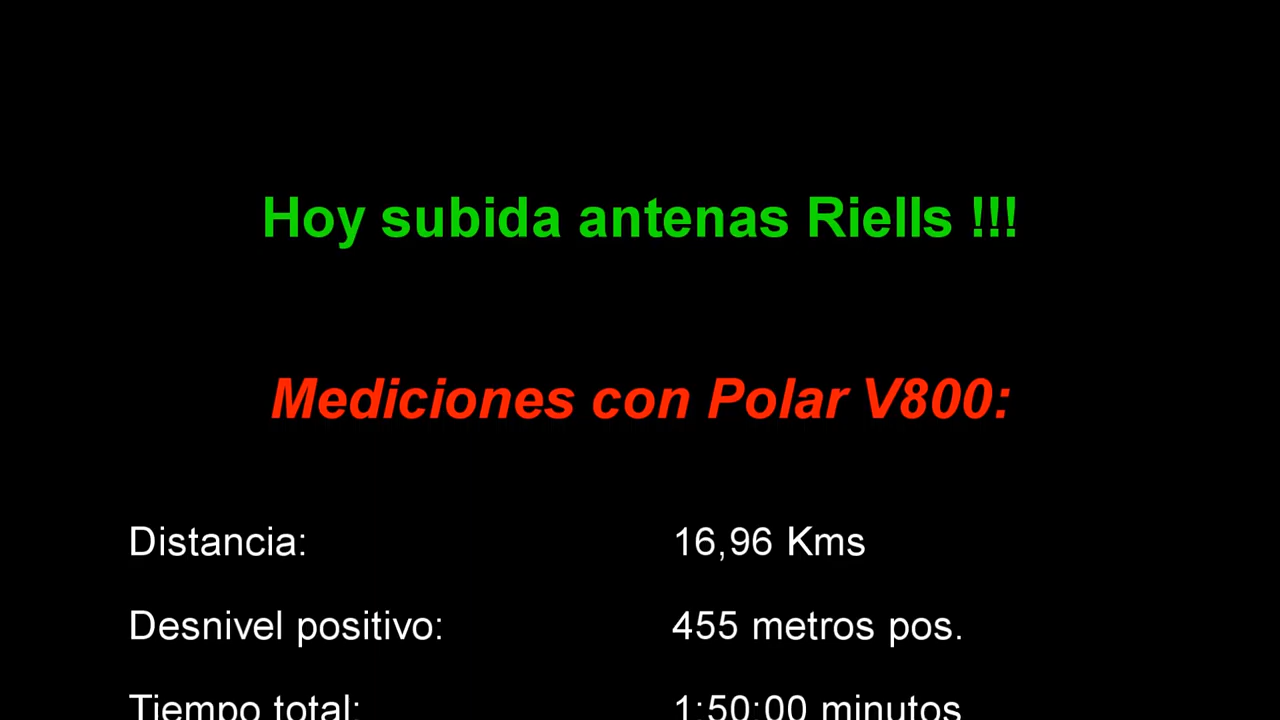 Hoy subida antenas Riells !!!
Mediciones con Polar V800:
Distancia: 16,96 Kms
Desnivel positivo: 455 metros pos.
Tiempo total: 1:50:00 minutos